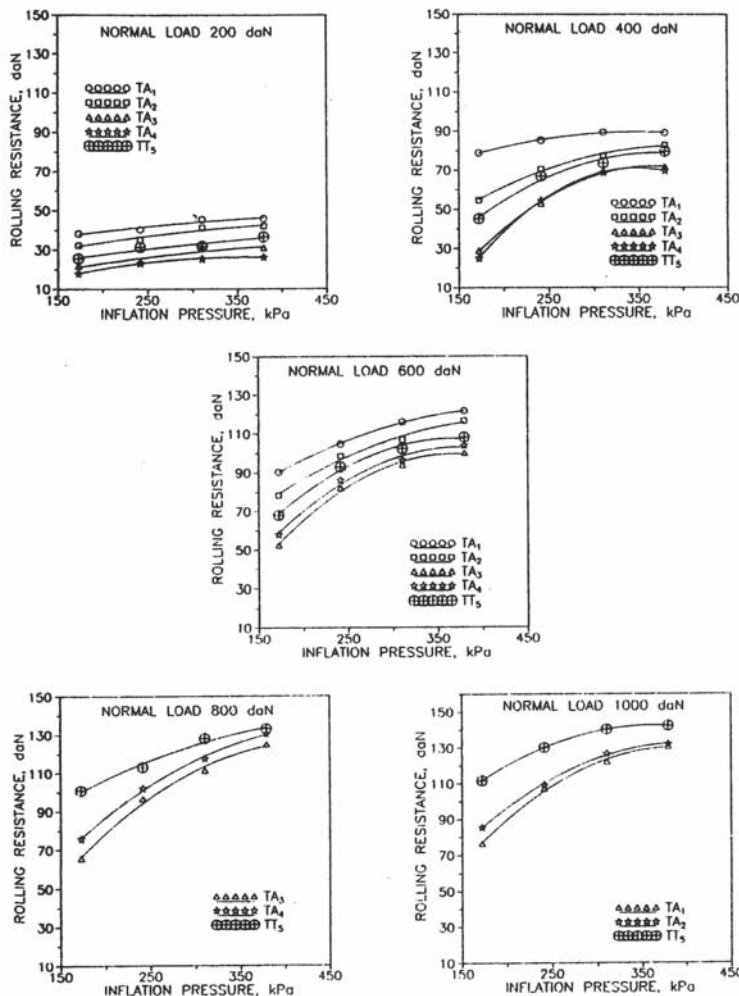 NORMAL LOAD 200 daN
ROLLING RESISTANCE, daN
150
130
110
90
70
50
30
10
TA₁
TA₂
TA₃
TA₄
TT₅
150
250
350
450
INFLATION PRESSURE, kPa
NORMAL LOAD 400 daN
ROLLING RESISTANCE, daN
150
130
110
90
70
50
30
10
TA₁
TA₂
TA₃
TA₄
TT₅
150
250
350
450
INFLATION PRESSURE, kPa
NORMAL LOAD 600 daN
ROLLING RESISTANCE, daN
150
130
110
90
70
50
30
10
TA₁
TA₂
TA₃
TA₄
TT₅
150
250
350
450
INFLATION PRESSURE, kPa
NORMAL LOAD 800 daN
ROLLING RESISTANCE, daN
150
130
110
90
70
50
30
10
TA₃
TA₄
TT₅
150
250
350
450
INFLATION PRESSURE, kPa
NORMAL LOAD 1000 daN
ROLLING RESISTANCE, daN
150
130
110
90
70
50
30
10
TA₁
TA₂
TT₅
150
250
350
450
INFLATION PRESSURE, kPa